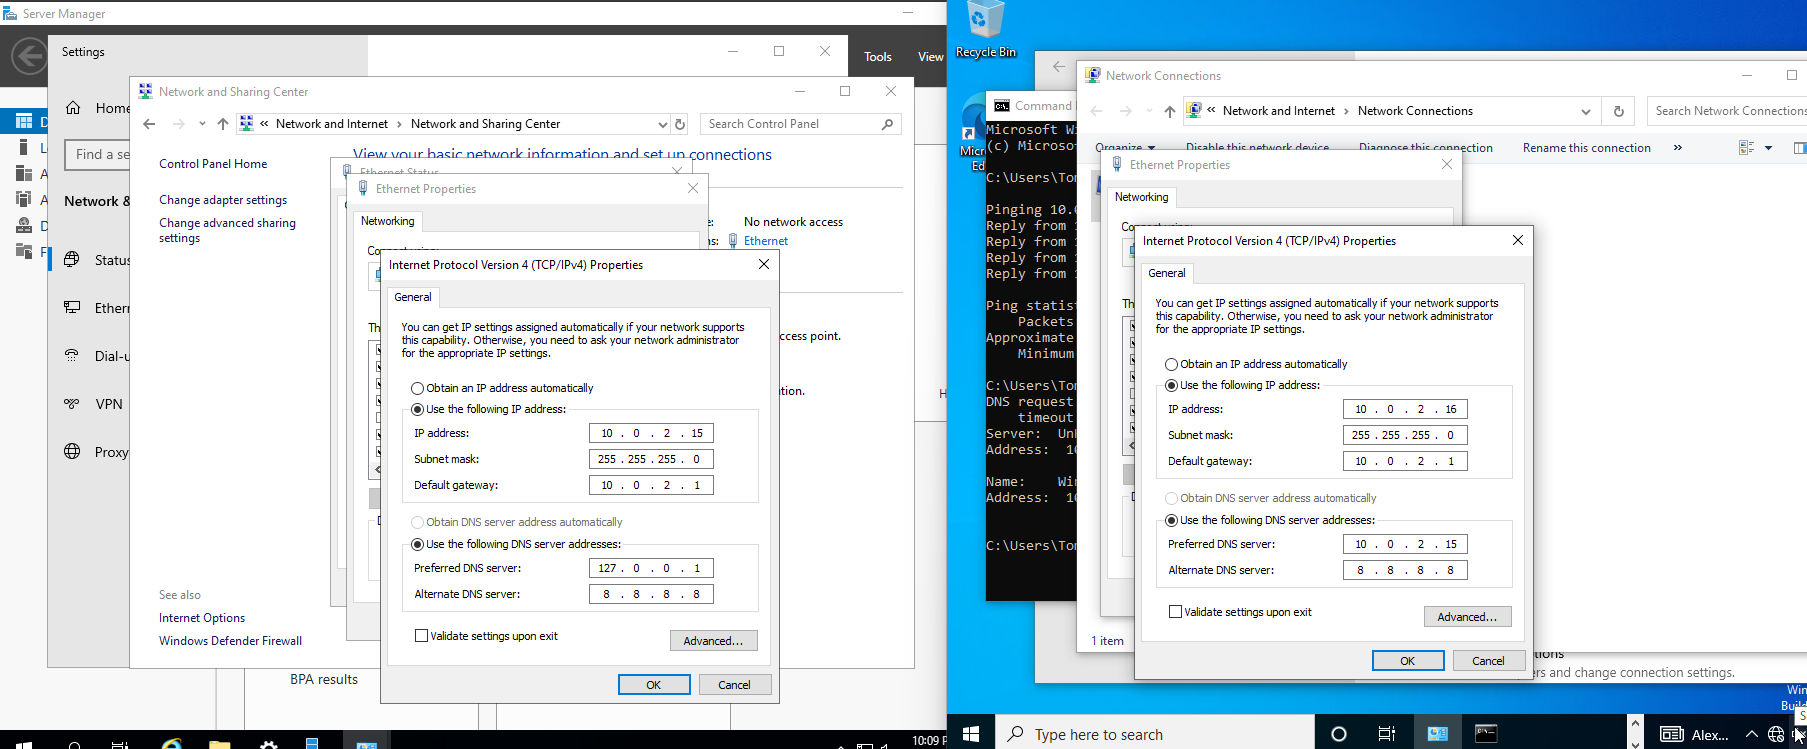 Server Manager
Tools View
Settings
Home
Find a se
Network &
Status
Ethern
Dial-u
VPN
Proxy
Network and Sharing Center
« Network and Internet › Network and Sharing Center
Search Control Panel
Control Panel Home
Change adapter settings
Change advanced sharing
settings
View your basic network information and set up connections
No network access
Ethernet
ccess point.
See also
Internet Options
Windows Defender Firewall
Ethernet Status
Ethernet Properties
Networking
Internet Protocol Version 4 (TCP/IPv4) Properties
General
You can get IP settings assigned automatically if your network supports
this capability. Otherwise, you need to ask your network administrator
for the appropriate IP settings.
Obtain an IP address automatically
Use the following IP address:
IP address: 10 . 0 . 2 . 15
Subnet mask: 255 . 255 . 255 . 0
Default gateway: 10 . 0 . 2 . 1
Obtain DNS server address automatically
Use the following DNS server addresses:
Preferred DNS server: 127 . 0 . 0 . 1
Alternate DNS server: 8 . 8 . 8 . 8
Validate settings upon exit
Advanced...
OK Cancel
BPA results
10:09 P
Recycle Bin
Command
Microsoft Wi
(c) Microsof
C:\Users\Tom
Pinging 10.0
Reply from 1
Reply from 1
Reply from 1
Reply from 1
Ping statist
Packets
Approximate
Minimum
C:\Users\Tom
DNS request
timeout
Server: Unk
Address: 10
Name: Win
Address: 10
C:\Users\Tom
Network Connections
« Network and Internet › Network Connections
Search Network Connections
Organize Disable this network device Diagnose this connection Rename this connection »
Ethernet Properties
Networking
Internet Protocol Version 4 (TCP/IPv4) Properties
General
You can get IP settings assigned automatically if your network supports
this capability. Otherwise, you need to ask your network administrator
for the appropriate IP settings.
Obtain an IP address automatically
Use the following IP address:
IP address: 10 . 0 . 2 . 16
Subnet mask: 255 . 255 . 255 . 0
Default gateway: 10 . 0 . 2 . 1
Obtain DNS server address automatically
Use the following DNS server addresses:
Preferred DNS server: 10 . 0 . 2 . 15
Alternate DNS server: 8 . 8 . 8 . 8
Validate settings upon exit
Advanced...
OK Cancel
1 item
ers and change connection settings.
Win
Build
Type here to search
Alex...